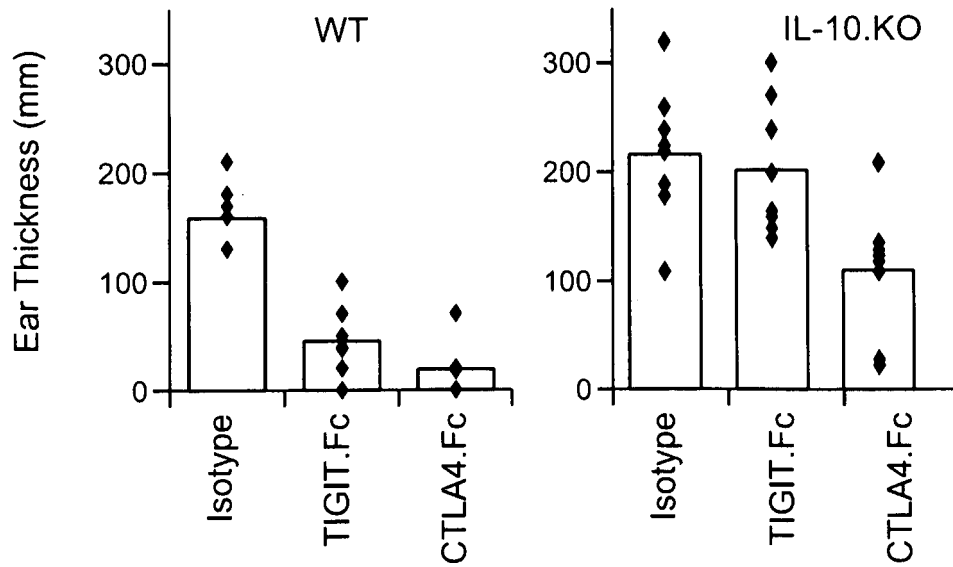 Ear Thickness (mm)
WT
300
200
100
0
Isotype
TIGIT.Fc
CTLA4.Fc
IL-10.KO
300
200
100
0
Isotype
TIGIT.Fc
CTLA4.Fc